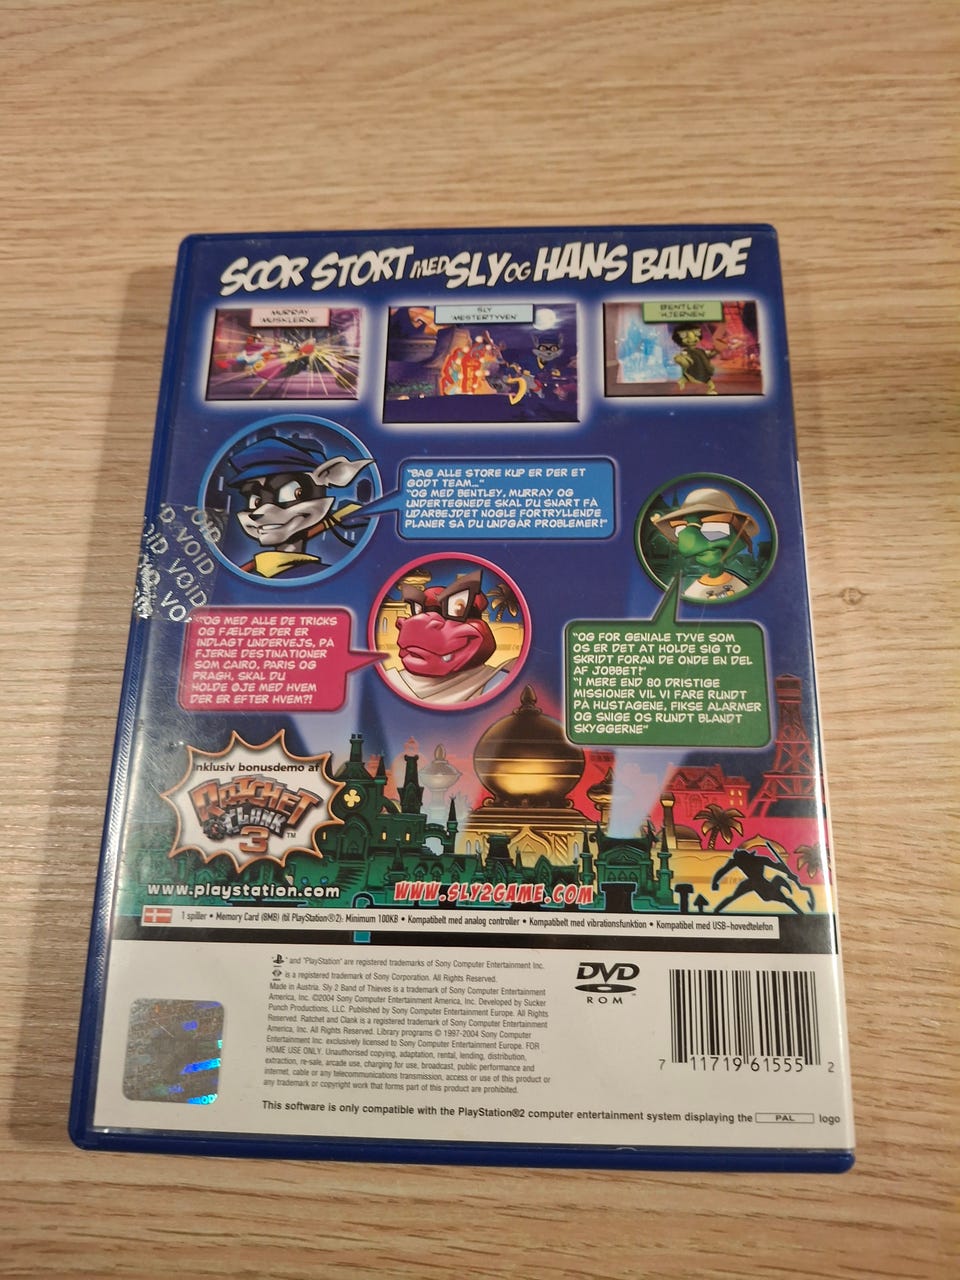 SCOR STORT MED SLY OG HANS BANDE
MURRAY
'MUSKLERNE'
SLY
'MESTERTYVEN'
BENTLEY
'HJERNEN'
"BAG ALLE STORE KUP ER DER ET
GODT TEAM..."
"OG MED BENTLEY, MURRAY OG
UNDERTEGNEDE SKAL DU SNART FÅ
UDARBEJDET NOGLE FORTRYLLENDE
PLANER SÅ DU UNDGÅR PROBLEMER!"
VOID
VOID
VOID
"OG MED ALLE DE TRICKS
OG FÆLDER DER ER
INDLAGT UNDERVEJS, PÅ
FJERNE DESTINATIONER
SOM CAIRO, PARIS OG
PRAGH, SKAL DU
HOLDE ØJE MED HVEM
DER ER EFTER HVEM?!
"OG FOR GENIALE TYVE SOM
OS ER DET AT HOLDE SIG TO
SKRIDT FORAN DE ONDE EN DEL
AF JOBBET!"
"I MERE END 80 DRISTIGE
MISSIONER VIL VI FARE RUNDT
PÅ HUSTAGENE, FIKSE ALARMER
OG SNIGE OS RUNDT BLANDT
SKYGGERNE"
Inklusiv bonusdemo af
RATCHET
& CLANK
3 ™
www.playstation.com
WWW.SLY2GAME.COM
1 spiller • Memory Card (8MB) (til PlayStation®2): Minimum 100KB • Kompatibelt med analog controller • Kompatibelt med vibrationsfunktion • Kompatibel med USB-hovedtelefon
" and "PlayStation" are registered trademarks of Sony Computer Entertainment Inc.
is a registered trademark of Sony Corporation. All Rights Reserved.
Made in Austria. Sly 2 Band of Thieves is a trademark of Sony Computer Entertainment
America, Inc. ©2004 Sony Computer Entertainment America, Inc. Developed by Sucker
Punch Productions, LLC. Published by Sony Computer Entertainment Europe. All Rights
Reserved. Ratchet and Clank is a registered trademark of Sony Computer Entertainment
America, Inc. All Rights Reserved. Library programs © 1997-2004 Sony Computer
Entertainment Inc. exclusively licensed to Sony Computer Entertainment Europe. FOR
HOME USE ONLY. Unauthorised copying, adaptation, rental, lending, distribution,
extraction, re-sale, arcade use, charging for use, broadcast, public performance and
internet, cable or any telecommunications transmission, access or use of this product or
any trademark or copyright work that forms part of this product are prohibited.
DVD
ROM ™
7 11719 61555 2
This software is only compatible with the PlayStation®2 computer entertainment system displaying the PAL logo